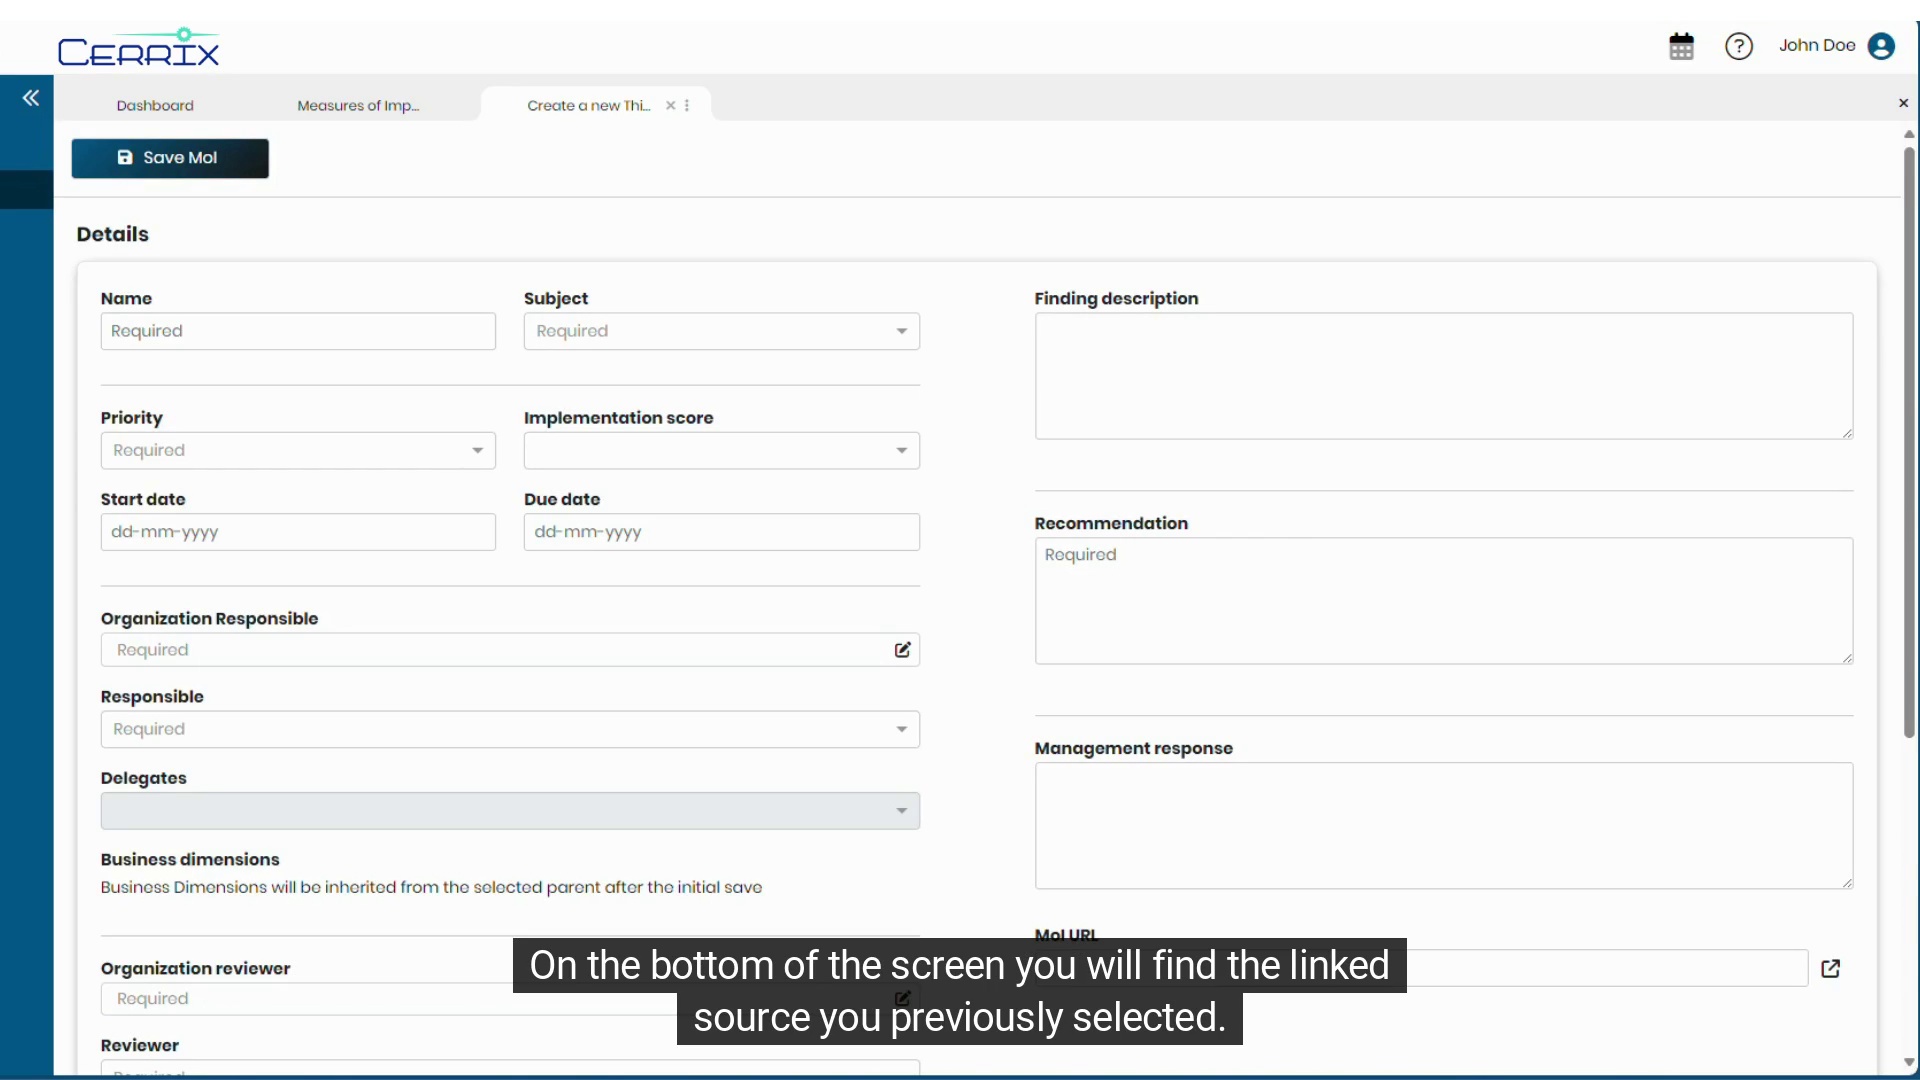 CERRIX
John Doe
Dashboard
Measures of Imp...
Create a new Thi...
Save MoI
Details
Name
Required
Subject
Required
Priority
Required
Implementation score
Start date
dd-mm-yyyy
Due date
dd-mm-yyyy
Organization Responsible
Required
Responsible
Required
Delegates
Business dimensions
Business Dimensions will be inherited from the selected parent after the initial save
Organization reviewer
Required
Reviewer
Required
Finding description
Recommendation
Required
Management response
MoI URL
On the bottom of the screen you will find the linked
source you previously selected.